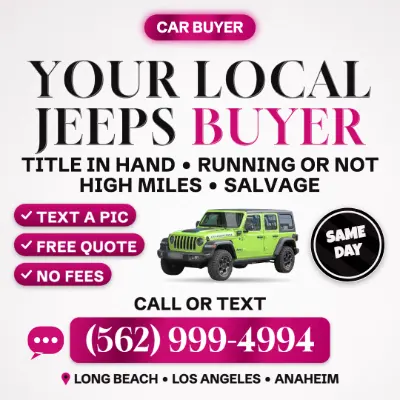 CAR BUYER
YOUR LOCAL
JEEPS BUYER
TITLE IN HAND • RUNNING OR NOT
HIGH MILES • SALVAGE
TEXT A PIC
FREE QUOTE
NO FEES
SAME
DAY
CALL OR TEXT
(562) 999-4994
LONG BEACH • LOS ANGELES • ANAHEIM